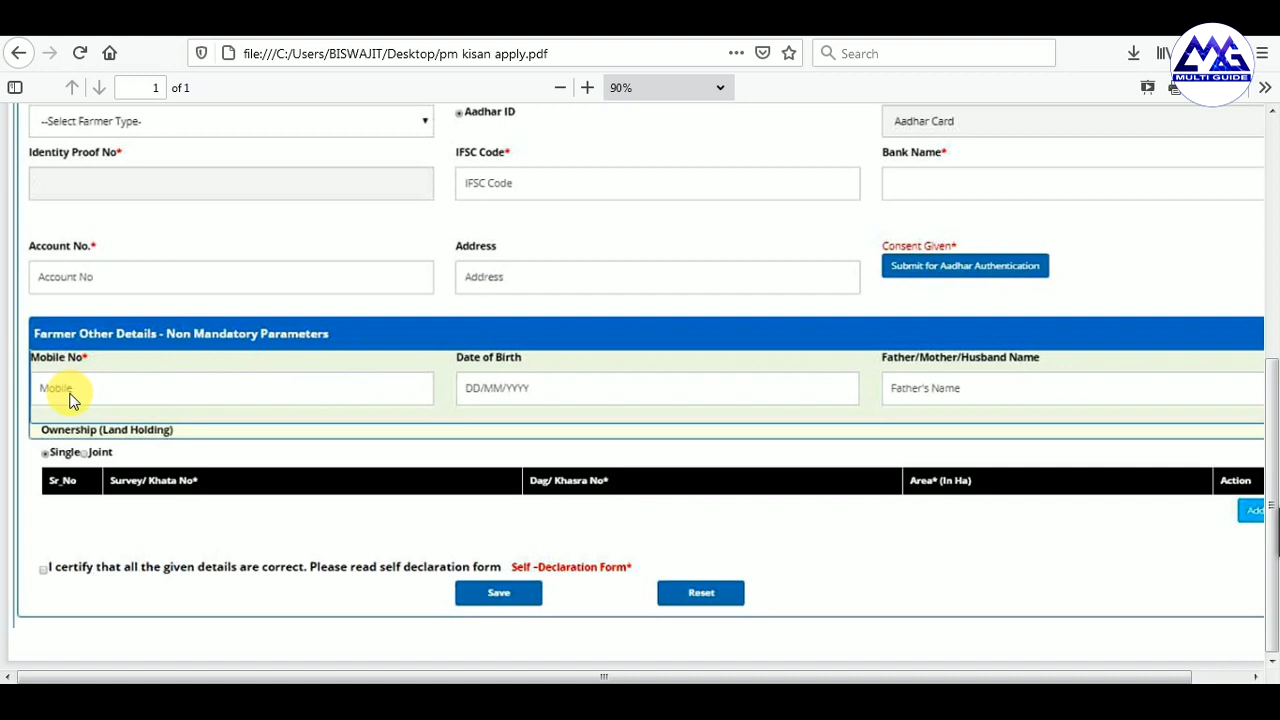 file:///C:/Users/BISWAJIT/Desktop/pm kisan apply.pdf
Search
MULTI GUIDE
1 of 1
90%
--Select Farmer Type-
Aadhar ID
Aadhar Card
Identity Proof No*
IFSC Code*
Bank Name*
IFSC Code
Account No.*
Address
Consent Given*
Account No
Address
Submit for Aadhar Authentication
Farmer Other Details - Non Mandatory Parameters
Mobile No*
Date of Birth
Father/Mother/Husband Name
Mobile
DD/MM/YYYY
Father's Name
Ownership (Land Holding)
Single Joint
Sr_No
Survey/ Khata No*
Dag/ Khasra No*
Area* (In Ha)
Action
Add
I certify that all the given details are correct. Please read self declaration form Self -Declaration Form*
Save
Reset